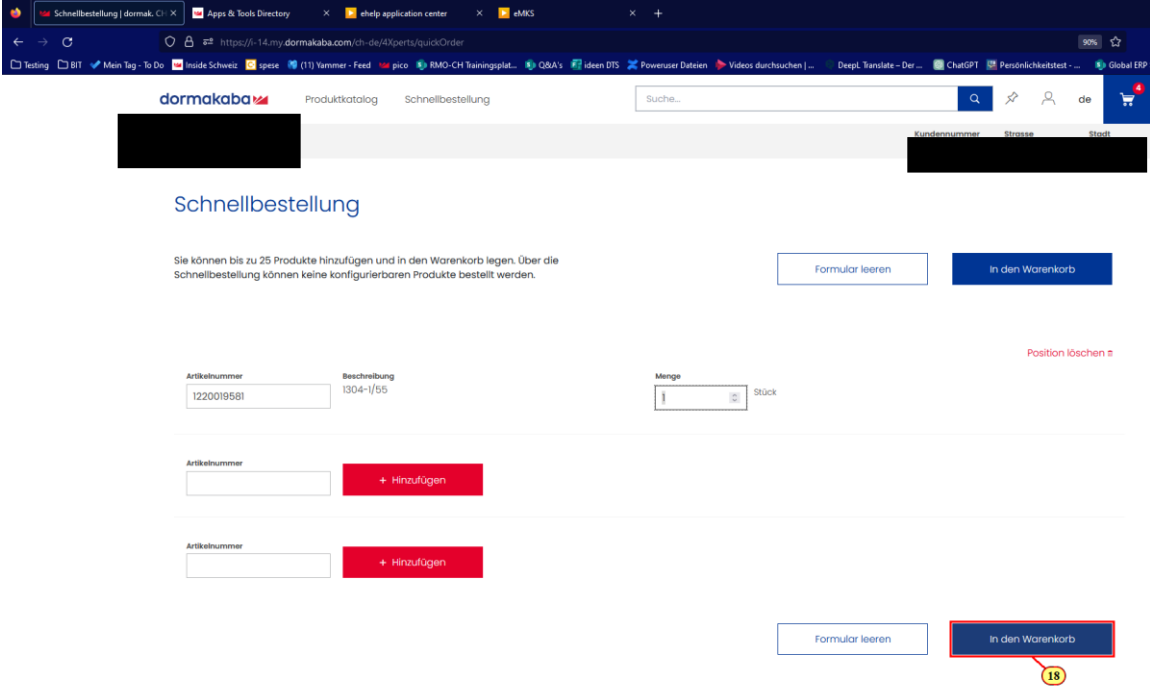 Schnellbestellung | dormak. CH
Apps & Tools Directory
ehelp application center
eMKS
https://i-14.my.dormakaba.com/ch-de/4Xperts/quickOrder
90%
Testing
BIT
Mein Tag - To Do
Inside Schweiz
spese
(11) Yammer - Feed
pico
RMO-CH Trainingsplat...
Q&A's
ideen DTS
Poweruser Dateien
Videos durchsuchen | ...
DeepL Translate – Der ...
ChatGPT
Persönlichkeitstest - ...
Global ERP
dormakaba
Produktkatalog
Schnellbestellung
Suche...
de
4
Kundennummer
Strasse
Stadt
Schnellbestellung
Sie können bis zu 25 Produkte hinzufügen und in den Warenkorb legen. Über die
Schnellbestellung können keine konfigurierbaren Produkte bestellt werden.
Formular leeren
In den Warenkorb
Position löschen
Artikelnummer
Beschreibung
Menge
1220019581
1304-1/55
1
Stück
Artikelnummer
+ Hinzufügen
Artikelnummer
+ Hinzufügen
Formular leeren
In den Warenkorb
18